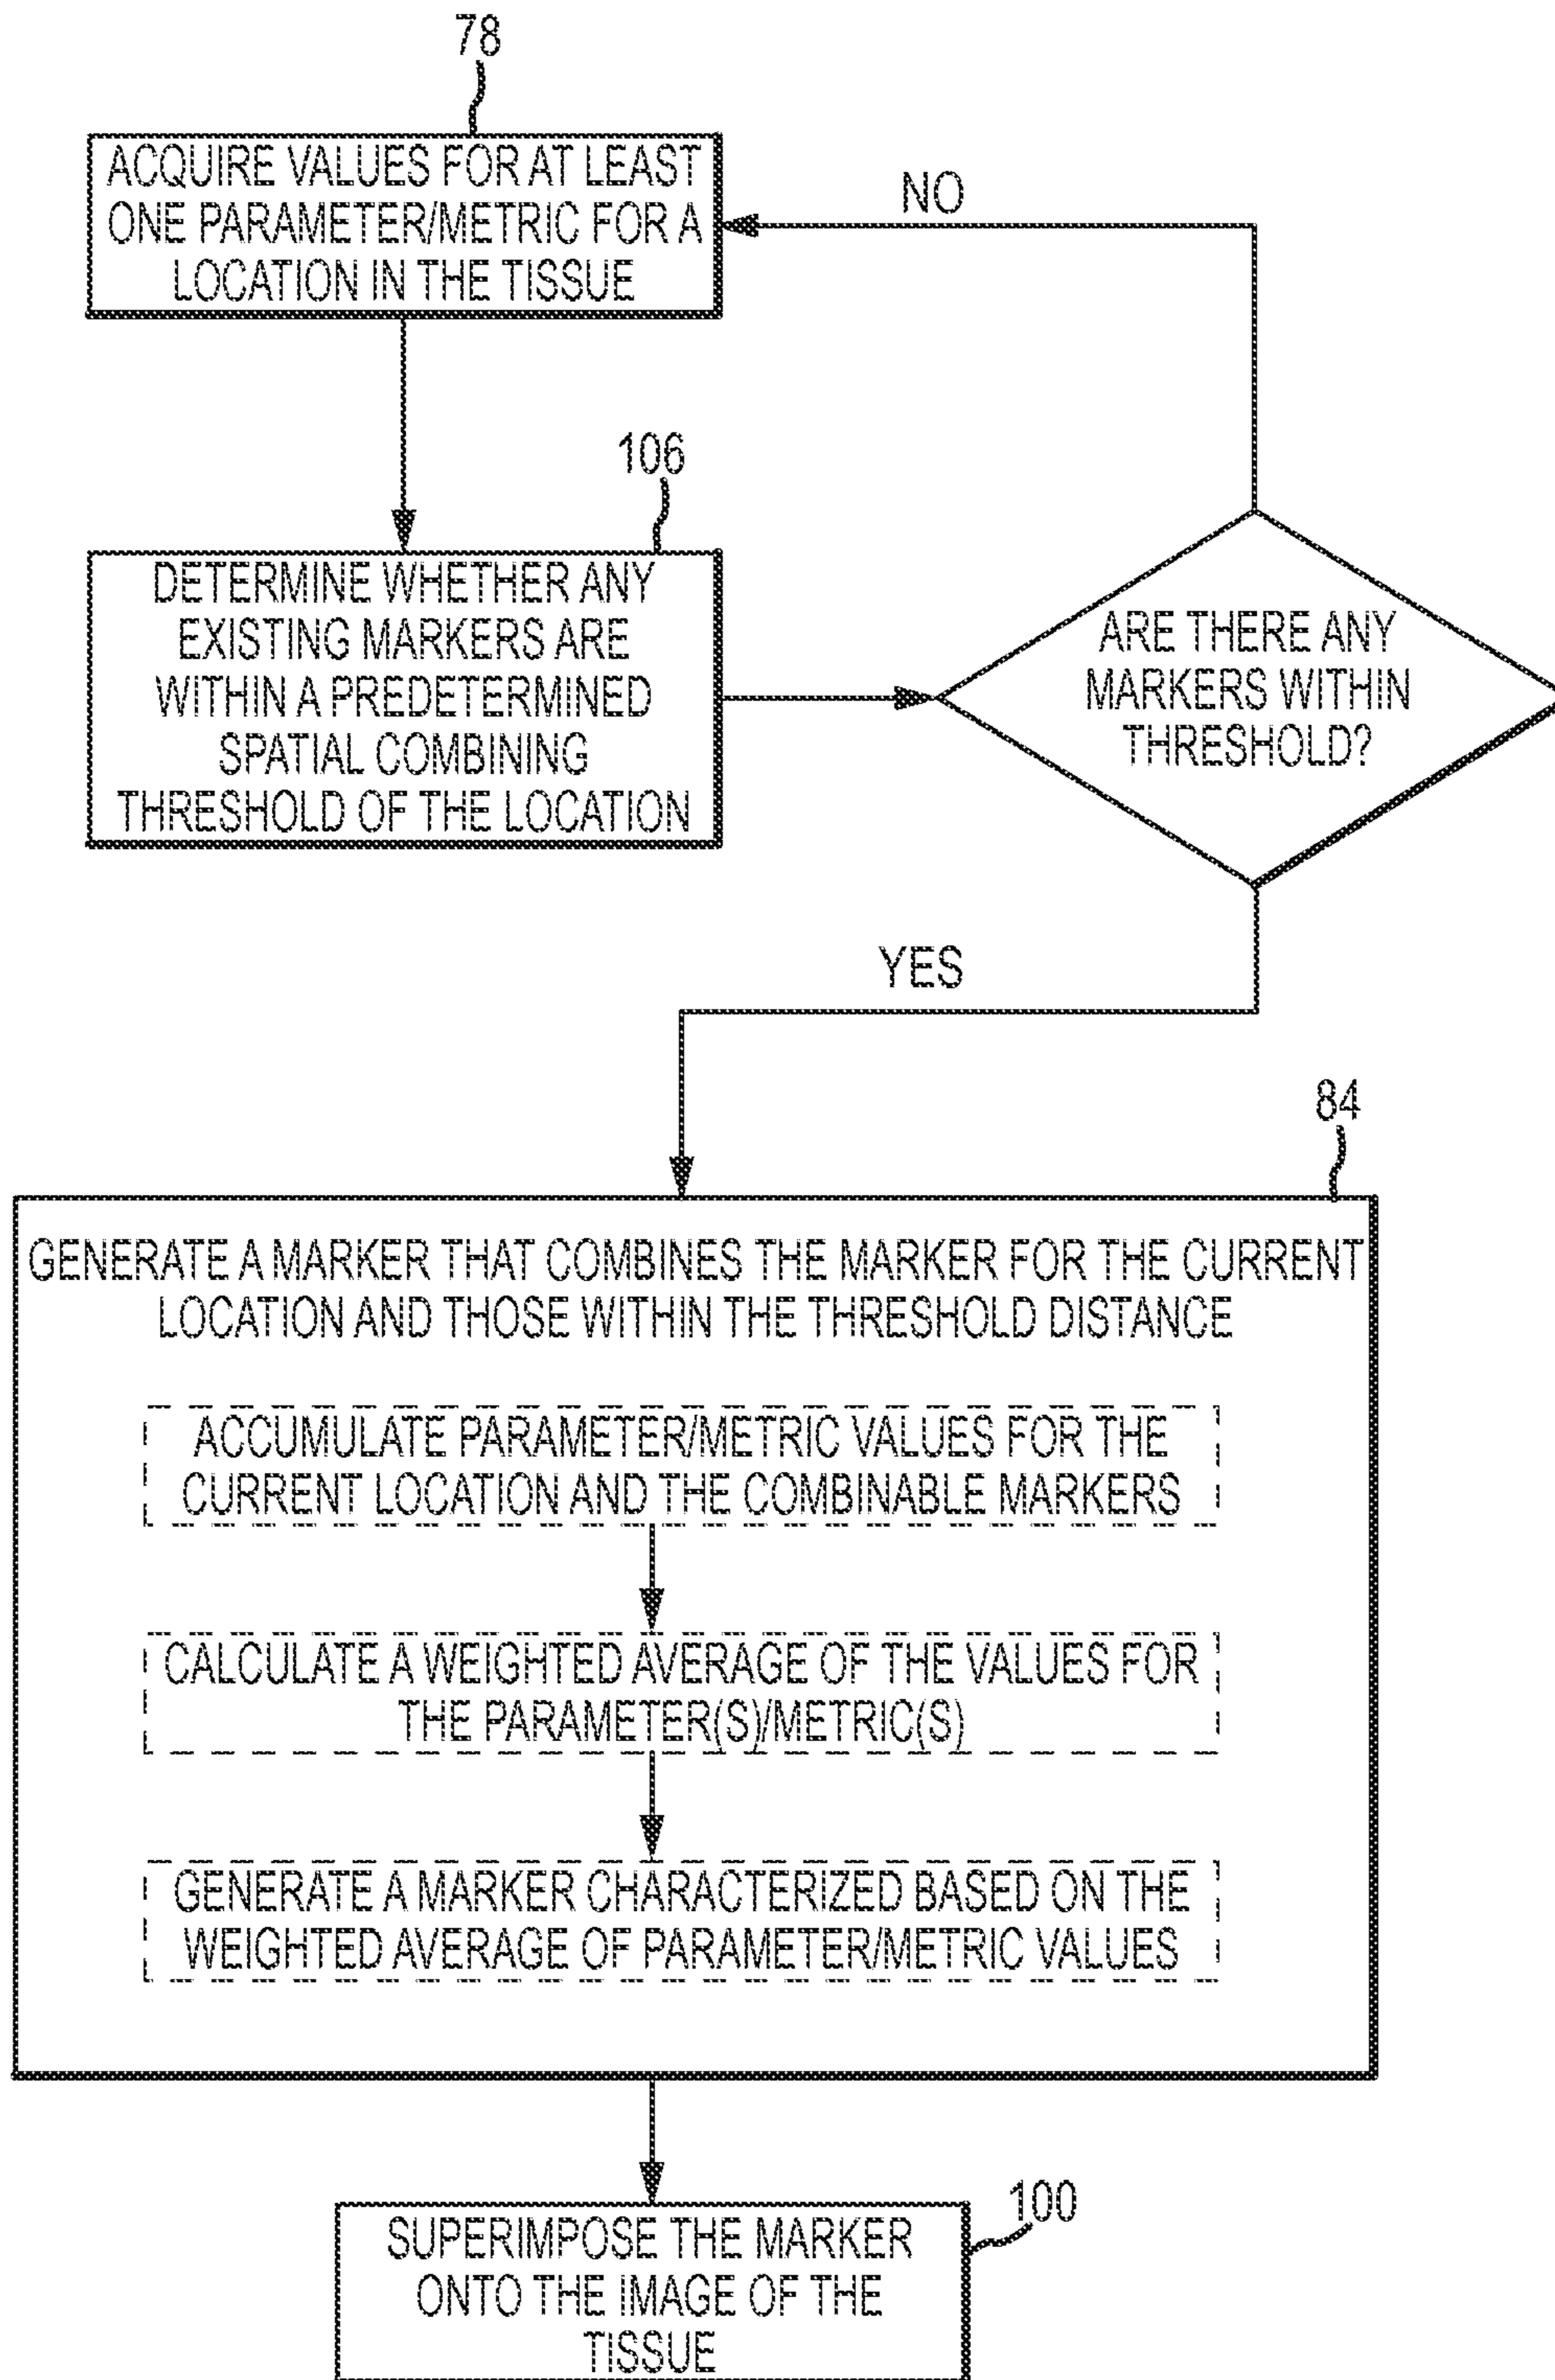 78
ACQUIRE VALUES FOR AT LEAST
ONE PARAMETER/METRIC FOR A
LOCATION IN THE TISSUE
NO
106
DETERMINE WHETHER ANY
EXISTING MARKERS ARE
WITHIN A PREDETERMINED
SPATIAL COMBINING
THRESHOLD OF THE LOCATION
ARE THERE ANY
MARKERS WITHIN
THRESHOLD?
YES
84
GENERATE A MARKER THAT COMBINES THE MARKER FOR THE CURRENT
LOCATION AND THOSE WITHIN THE THRESHOLD DISTANCE
ACCUMULATE PARAMETER/METRIC VALUES FOR THE
CURRENT LOCATION AND THE COMBINABLE MARKERS
CALCULATE A WEIGHTED AVERAGE OF THE VALUES FOR
THE PARAMETER(S)/METRIC(S)
GENERATE A MARKER CHARACTERIZED BASED ON THE
WEIGHTED AVERAGE OF PARAMETER/METRIC VALUES
100
SUPERIMPOSE THE MARKER
ONTO THE IMAGE OF THE
TISSUE